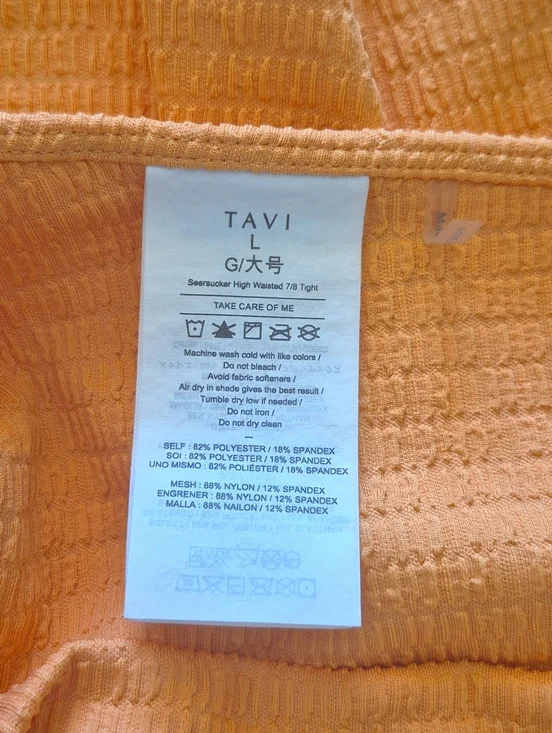 TAVI
L
G/大号
Seersucker High Waisted 7/8 Tight
TAKE CARE OF ME
Machine wash cold with like colors /
Do not bleach /
Avoid fabric softeners /
Air dry in shade gives the best result /
Tumble dry low if needed /
Do not iron /
Do not dry clean
—
SELF : 82% POLYESTER / 18% SPANDEX
SOI : 82% POLYESTER / 18% SPANDEX
UNO MISMO : 82% POLIÉSTER / 18% SPANDEX
MESH : 88% NYLON / 12% SPANDEX
ENGRENER : 88% NYLON / 12% SPANDEX
MALLA : 88% NAILON / 12% SPANDEX